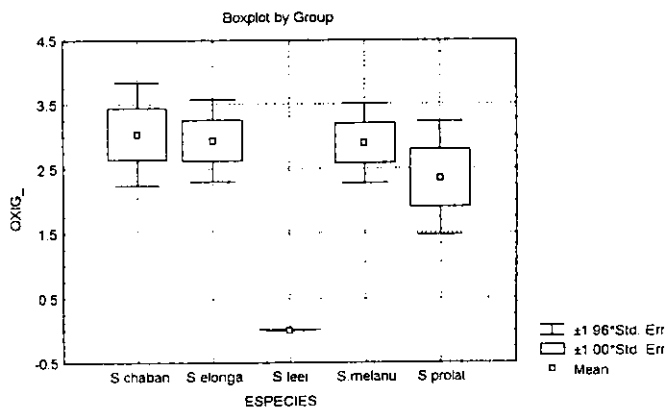 Boxplot by Group
4.5
3.5
2.5
1.5
0 5
-0.5
OXIG_
S chaban S elonga S leei S.melanu S prolat
ESPECIES
±1 96*Std. Err
±1 00*Std. Err
Mean